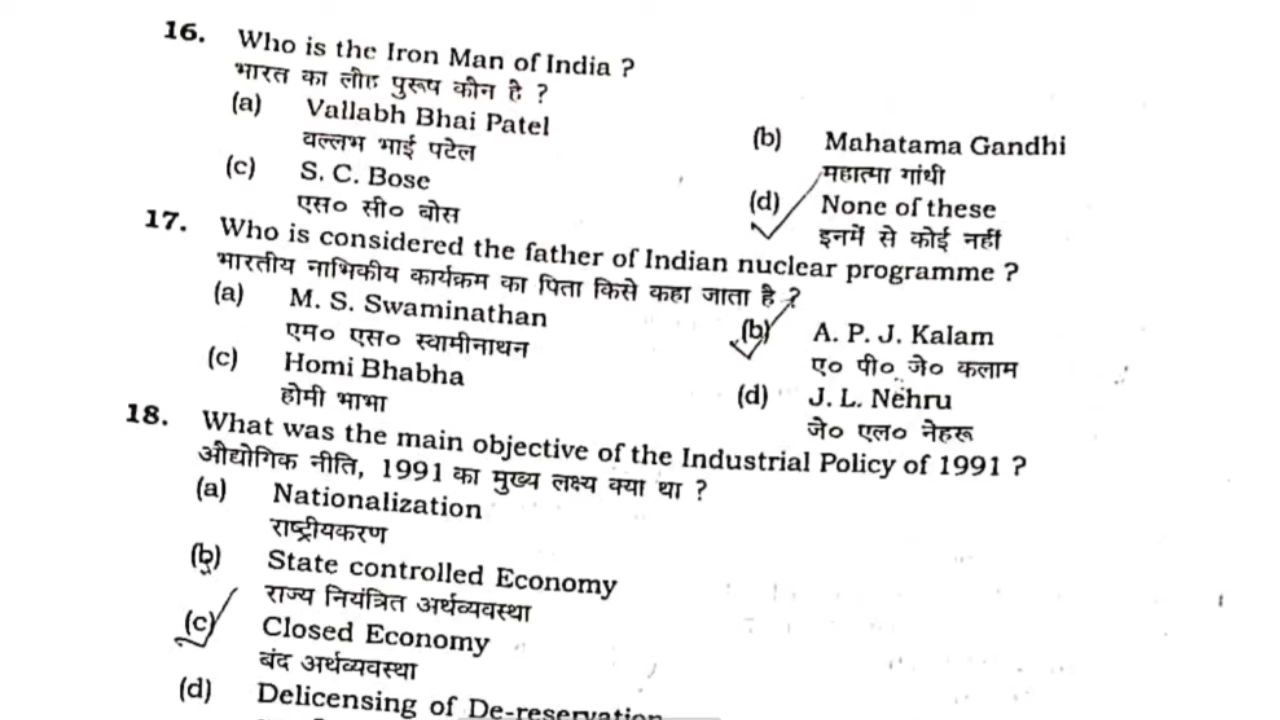 16. Who is the Iron Man of India ?
भारत का लौह पुरूष कौन है ?
(a) Vallabh Bhai Patel
वल्लभ भाई पटेल
(b) Mahatama Gandhi
महात्मा गांधी
(c) S. C. Bose
एस० सी० बोस
(d) None of these
इनमें से कोई नहीं
17. Who is considered the father of Indian nuclear programme ?
भारतीय नाभिकीय कार्यक्रम का पिता किसे कहा जाता है ?
(a) M. S. Swaminathan
एम० एस० स्वामीनाथन
(b) A. P. J. Kalam
ए० पी० जे० कलाम
(c) Homi Bhabha
होमी भाभा
(d) J. L. Nehru
जे० एल० नेहरू
18. What was the main objective of the Industrial Policy of 1991 ?
औद्योगिक नीति, 1991 का मुख्य लक्ष्य क्या था ?
(a) Nationalization
राष्ट्रीयकरण
(b) State controlled Economy
राज्य नियंत्रित अर्थव्यवस्था
(c) Closed Economy
बंद अर्थव्यवस्था
(d) Delicensing of De-reservation